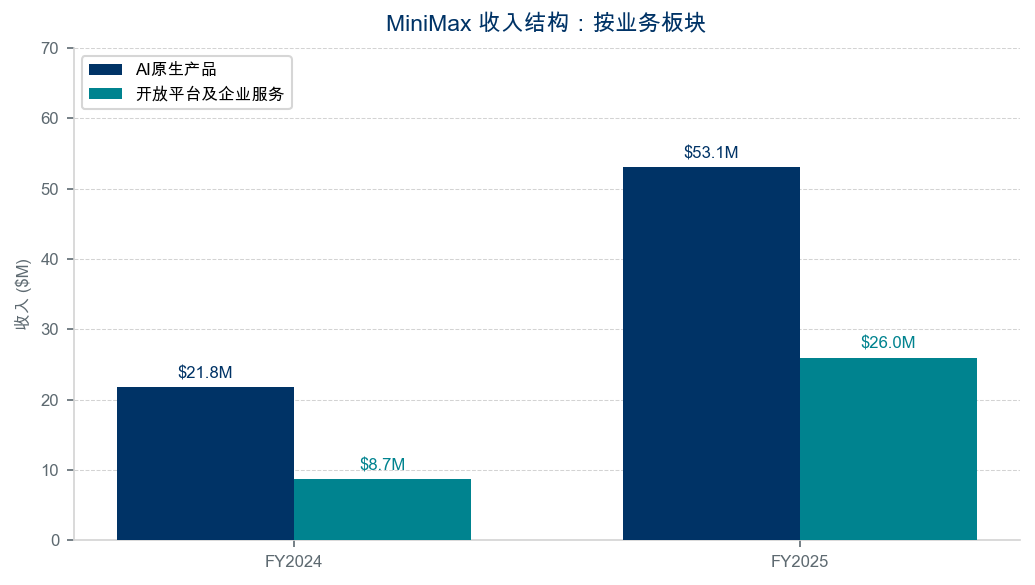 MiniMax 收入结构：按业务板块
AI原生产品
开放平台及企业服务
收入 ($M)
70
60
50
40
30
20
10
0
$21.8M
$8.7M
$53.1M
$26.0M
FY2024
FY2025